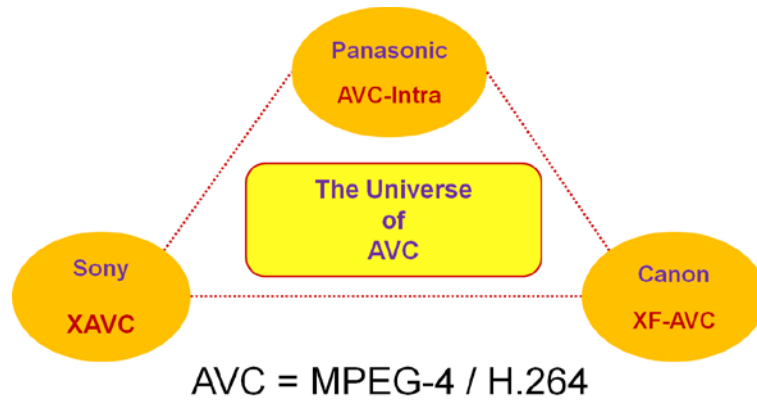 Panasonic
AVC-Intra
The Universe
of
AVC
Sony
XAVC
Canon
XF-AVC
AVC = MPEG-4 / H.264